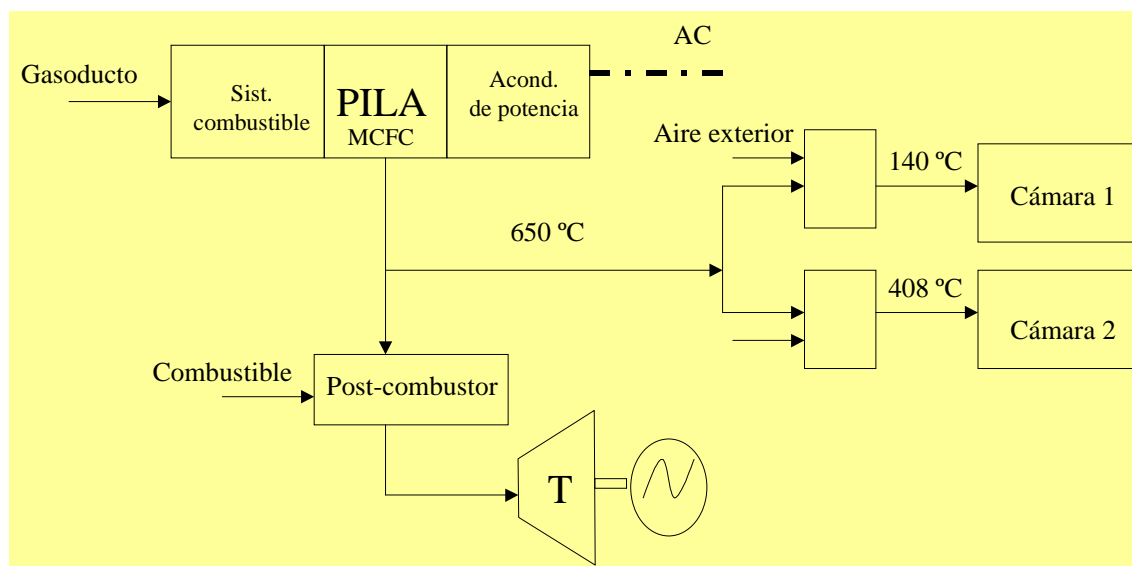 AC
Gasoducto
Sist.
combustible
PILA
MCFC
Acond.
de potencia
Aire exterior
140 ºC
Cámara 1
650 ºC
408 ºC
Cámara 2
Combustible
Post-combustor
T